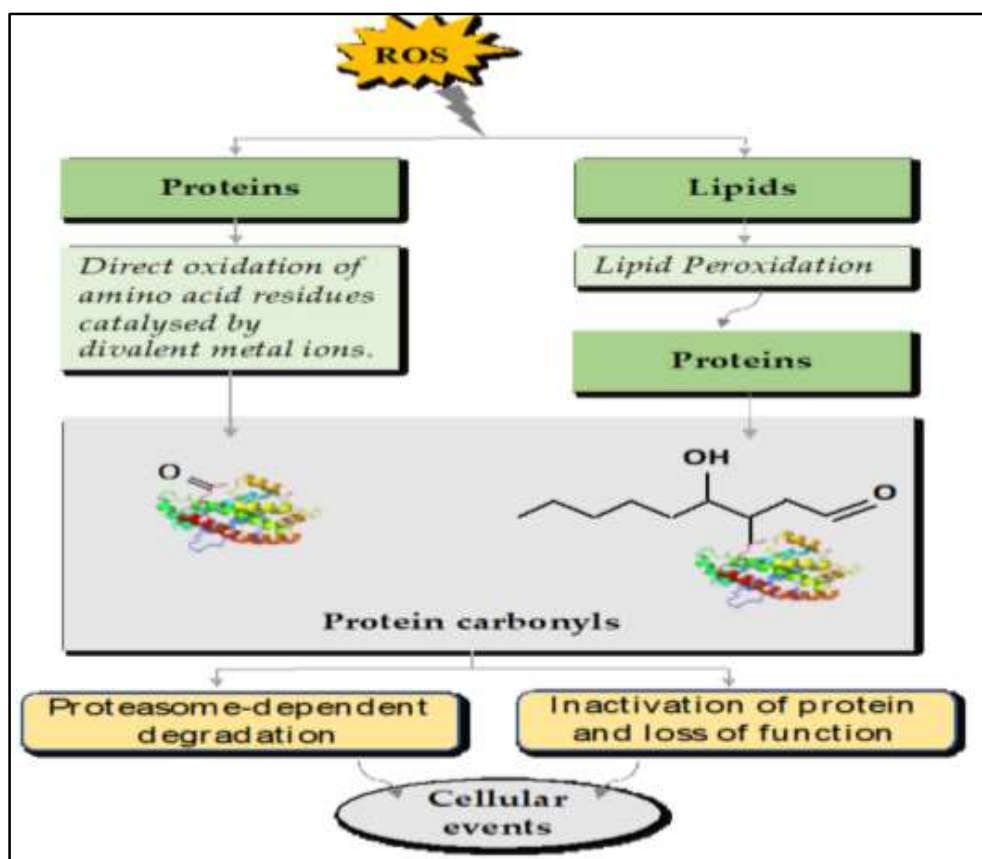 ROS
Proteins
Lipids
Direct oxidation of
amino acid residues
catalysed by
divalent metal ions.
Lipid Peroxidation
Proteins
O
OH
O
Protein carbonyls
Proteasome-dependent
degradation
Inactivation of protein
and loss of function
Cellular
events